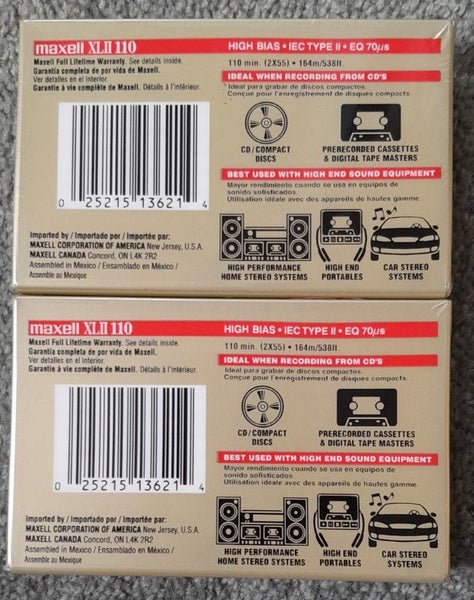 maxell XLII 110
Maxell Full Lifetime Warranty. See details inside.
Garantía completa de por vida de Maxell.
Ver detalles en el interior.
Garantie à vie complète de Maxell. Détails à l'intérieur.
0 25215 13621 4
Imported by / Importado por / Importée par:
MAXELL CORPORATION OF AMERICA New Jersey, U.S.A.
MAXELL CANADA Concord, ON L4K 2R2
Assembled in Mexico / Ensamblado en México /
Assemblée au Mexique
HIGH BIAS • IEC TYPE II • EQ 70µs
110 min. (2X55) • 164m/538ft.
IDEAL WHEN RECORDING FROM CD'S
Ideal para grabar de discos compactos.
Conçue pour l'enregistrement de disques compacts.
CD/COMPACT
DISCS
PRERECORDED CASSETTES
& DIGITAL TAPE MASTERS
BEST USED WITH HIGH END SOUND EQUIPMENT
Mayor rendimiento cuando se usa en equipos de
sonido sofisticados.
Utilisation idéale avec des appareils de hautes gamme
HIGH PERFORMANCE
HOME STEREO SYSTEMS
HIGH END
PORTABLES
CAR STEREO
SYSTEMS
maxell XLII 110
Maxell Full Lifetime Warranty. See details inside.
Garantía completa de por vida de Maxell.
Ver detalles en el interior.
Garantie à vie complète de Maxell. Détails à l'intérieur.
0 25215 13621 4
Imported by / Importado por / Importée par:
MAXELL CORPORATION OF AMERICA New Jersey, U.S.A.
MAXELL CANADA Concord, ON L4K 2R2
Assembled in Mexico / Ensamblado en México /
Assemblée au Mexique
HIGH BIAS • IEC TYPE II • EQ 70µs
110 min. (2X55) • 164m/538ft.
IDEAL WHEN RECORDING FROM CD'S
Ideal para grabar de discos compactos.
Conçue pour l'enregistrement de disques compacts.
CD/COMPACT
DISCS
PRERECORDED CASSETTES
& DIGITAL TAPE MASTERS
BEST USED WITH HIGH END SOUND EQUIPMENT
Mayor rendimiento cuando se usa en equipos de
sonido sofisticados.
Utilisation idéale avec des appareils de hautes gamme
HIGH PERFORMANCE
HOME STEREO SYSTEMS
HIGH END
PORTABLES
CAR STEREO
SYSTEMS